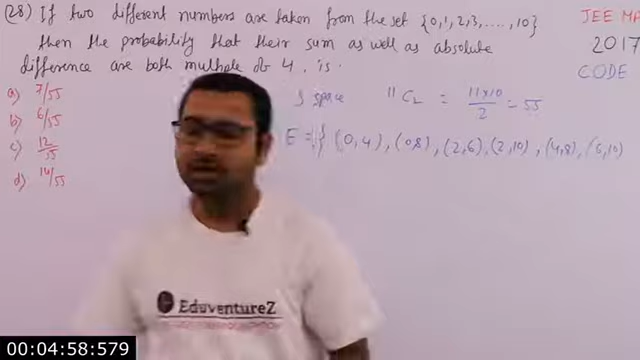 (28) If two different numbers are taken from the set {0,1,2,3,....,10}
then the probability that their sum as well as absolute
difference are both multiple of 4, is.
JEE MA
2017
CODE
a) 7/55
b) 6/55
c) 12/55
d) 14/55
S space ¹¹C₂ = 11×10/2 = 55
E = { (0,4), (0,8), (2,6), (2,10), (4,8), (6,10)
EduventureZ
00:04:58:579